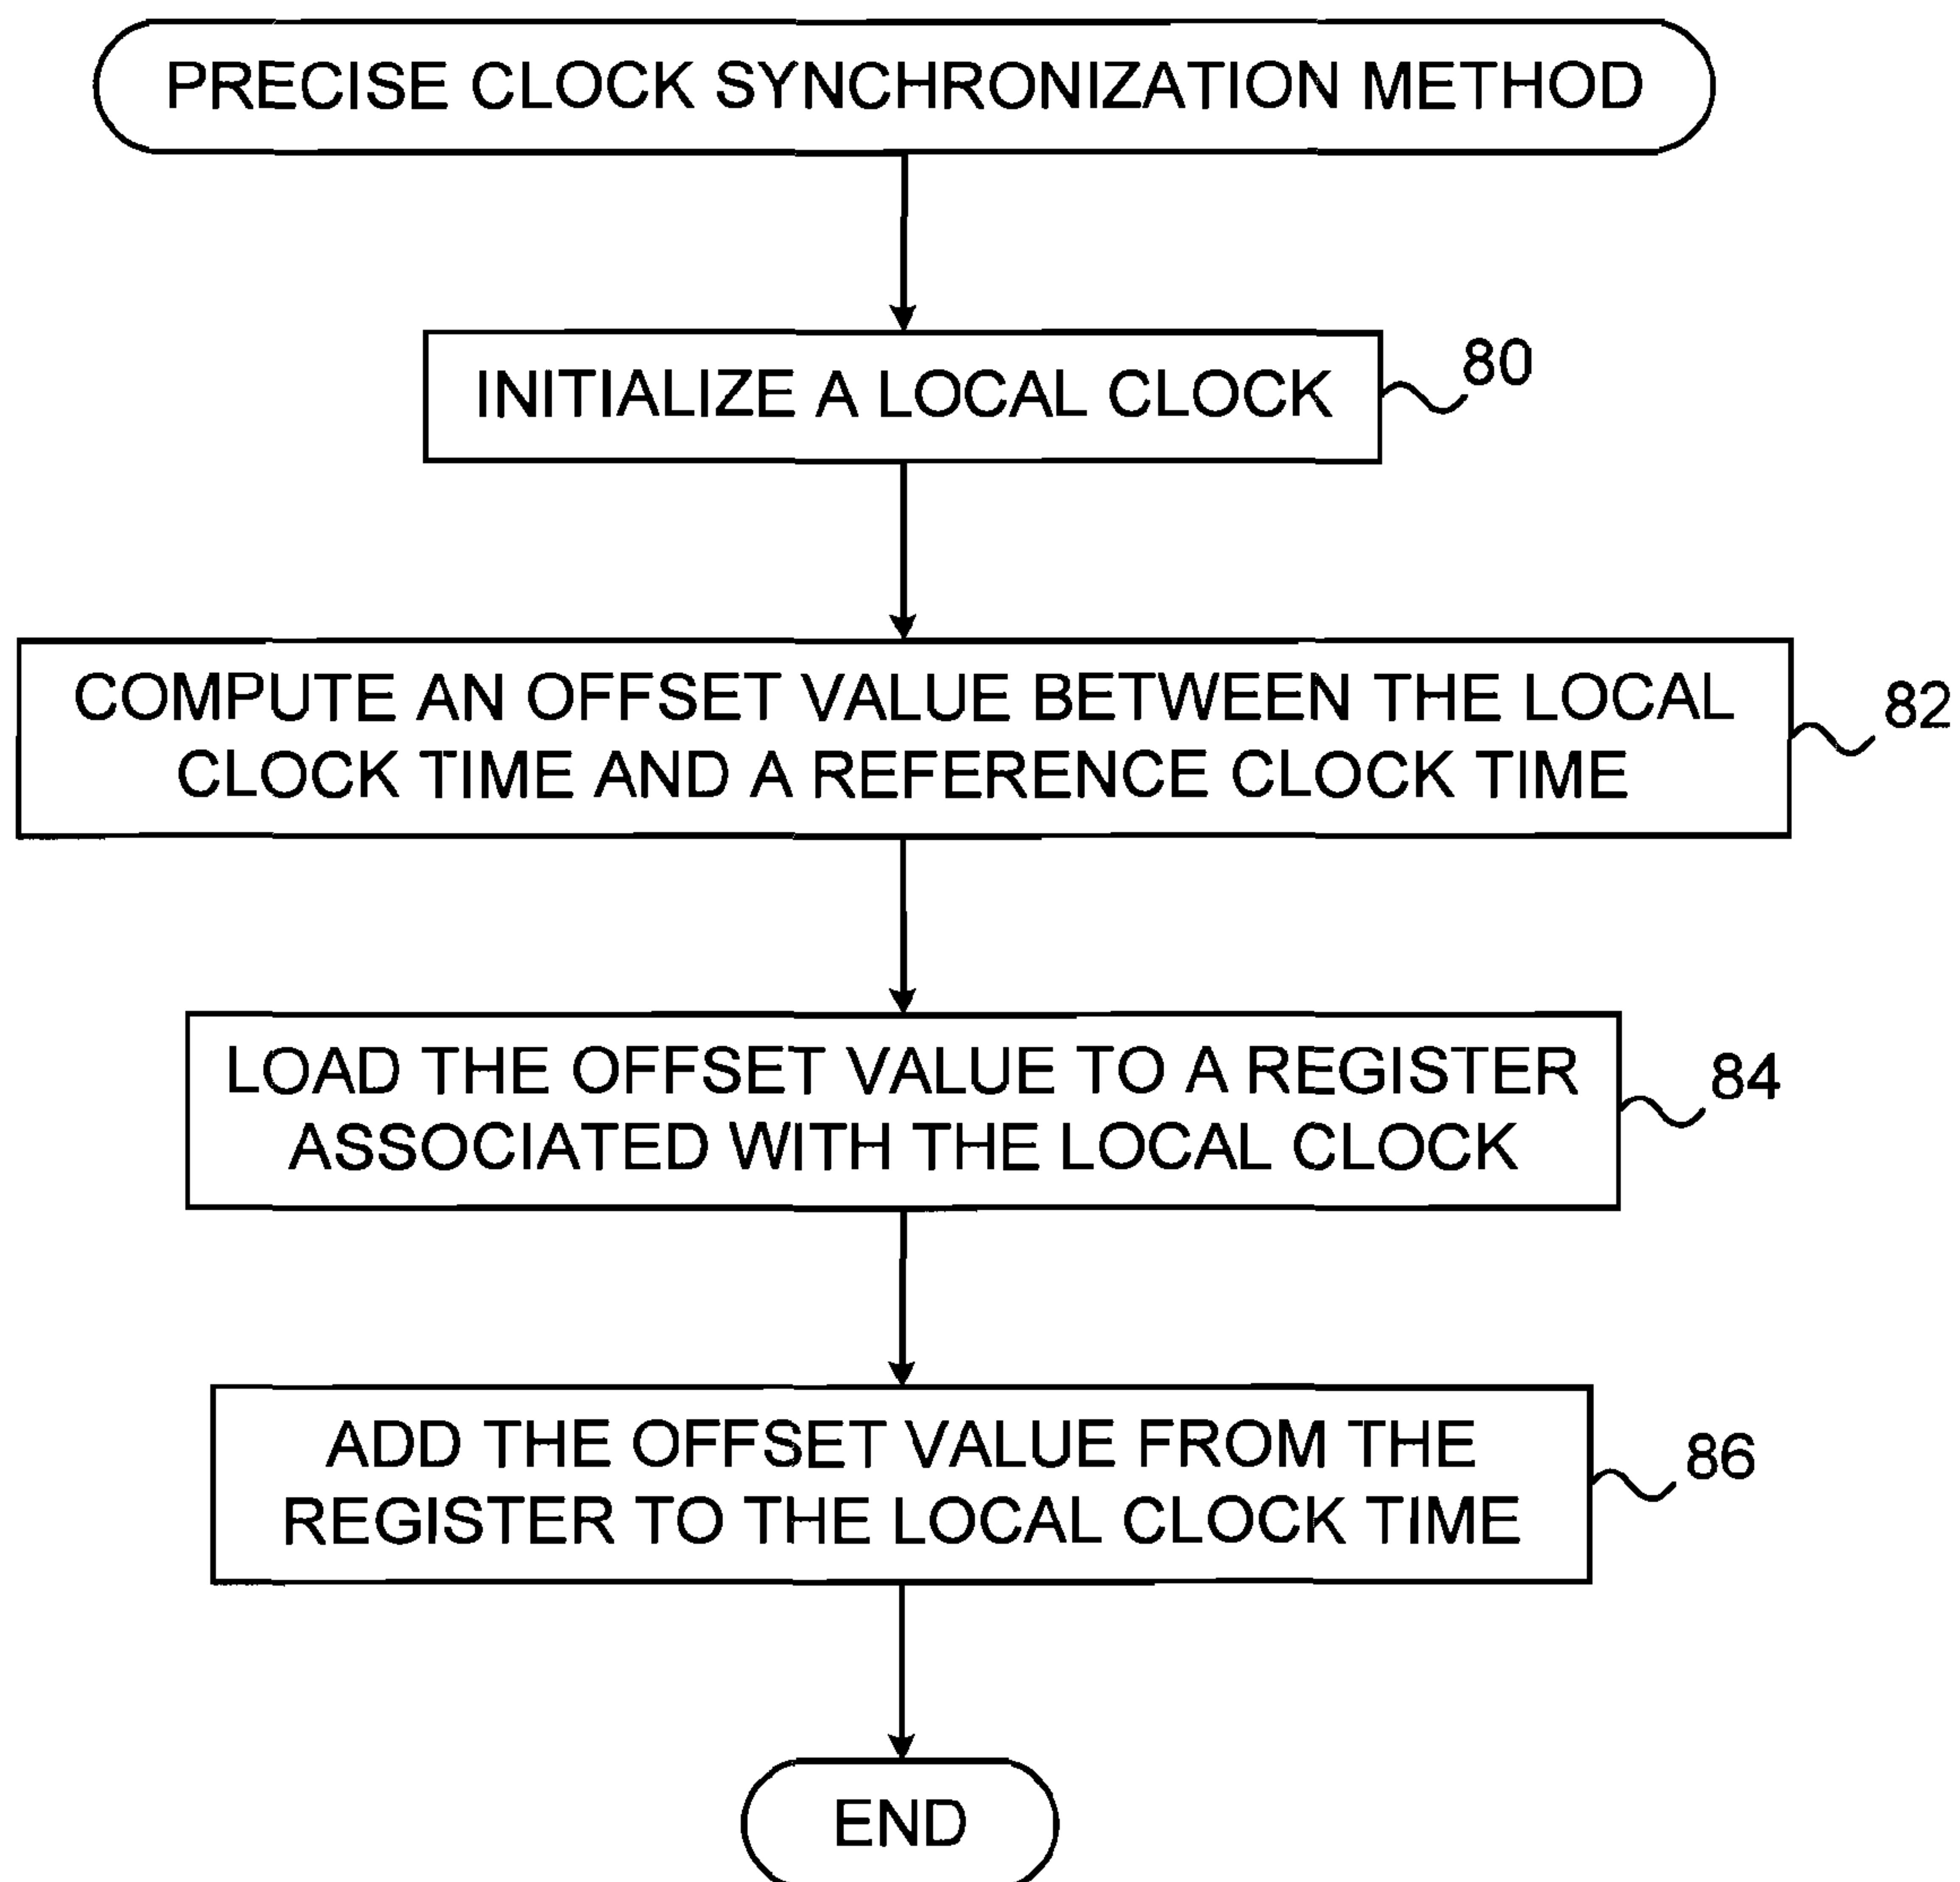 PRECISE CLOCK SYNCHRONIZATION METHOD
INITIALIZE A LOCAL CLOCK
80
COMPUTE AN OFFSET VALUE BETWEEN THE LOCAL
CLOCK TIME AND A REFERENCE CLOCK TIME
82
LOAD THE OFFSET VALUE TO A REGISTER
ASSOCIATED WITH THE LOCAL CLOCK
84
ADD THE OFFSET VALUE FROM THE
REGISTER TO THE LOCAL CLOCK TIME
86
END